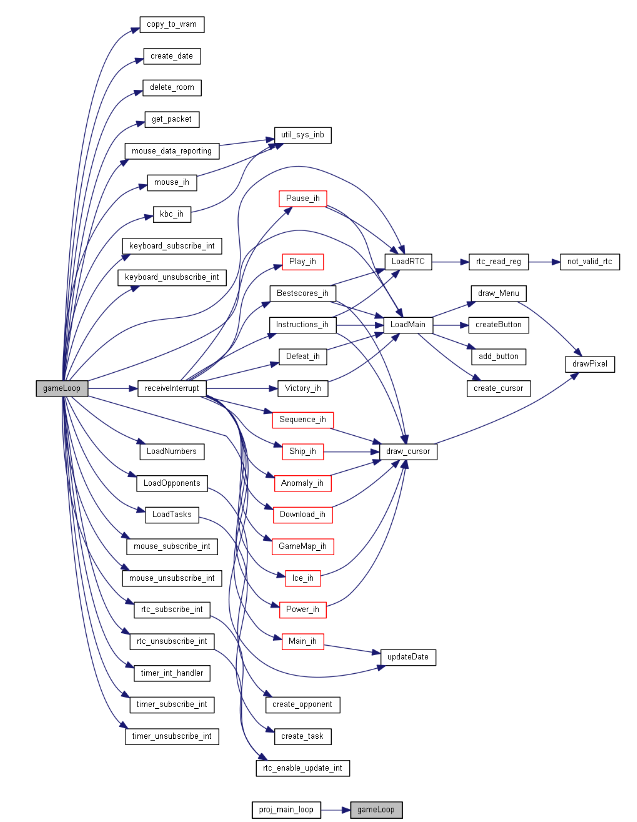 copy_to_vram
create_date
delete_room
get_packet
util_sys_inb
mouse_data_reporting
mouse_ih
Pause_ih
kbc_ih
keyboard_subscribe_int
Play_ih
LoadRTC
rtc_read_reg
not_valid_rtc
keyboard_unsubscribe_int
Bestscores_ih
draw_Menu
Instructions_ih
LoadMain
createButton
Defeat_ih
add_button
drawPixel
gameLoop
receiveInterrupt
Victory_ih
create_cursor
Sequence_ih
LoadNumbers
Ship_ih
draw_cursor
LoadOpponents
Anomaly_ih
LoadTasks
Download_ih
mouse_subscribe_int
GameMap_ih
mouse_unsubscribe_int
Ice_ih
rtc_subscribe_int
Power_ih
rtc_unsubscribe_int
Main_ih
updateDate
timer_int_handler
timer_subscribe_int
create_opponent
timer_unsubscribe_int
create_task
rtc_enable_update_int
proj_main_loop
gameLoop